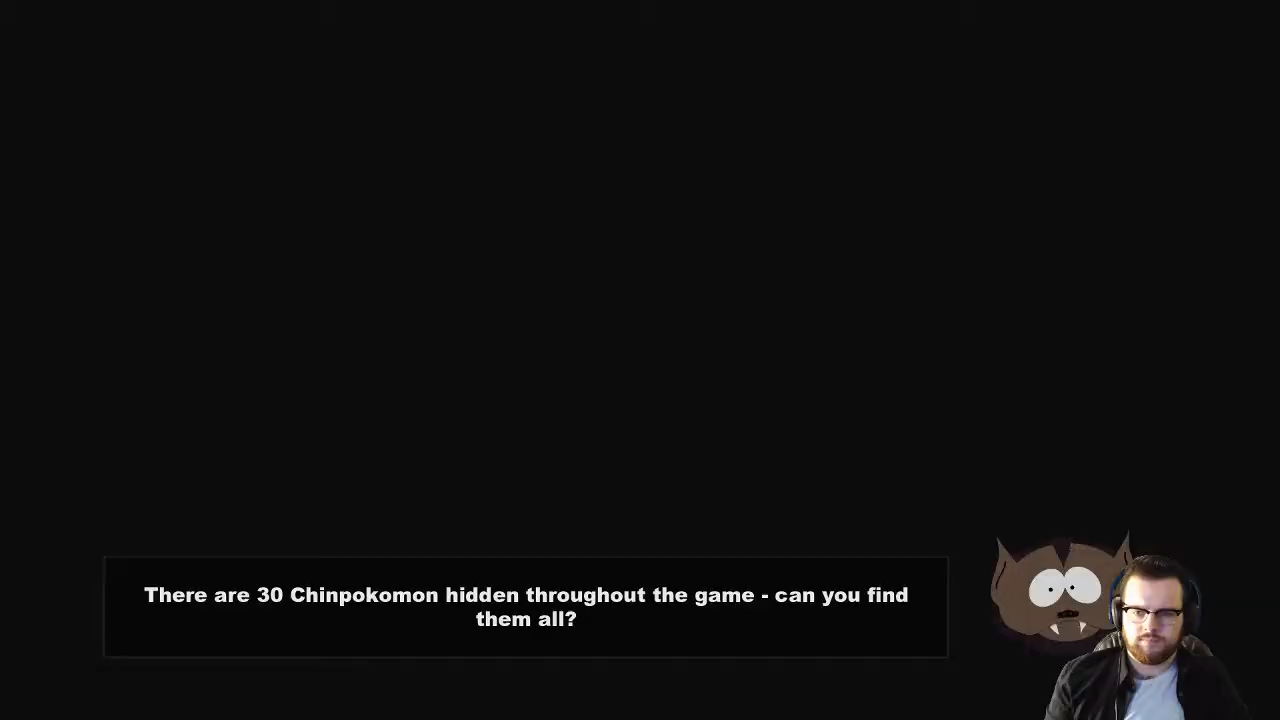 There are 30 Chinpokomon hidden throughout the game - can you find
them all?